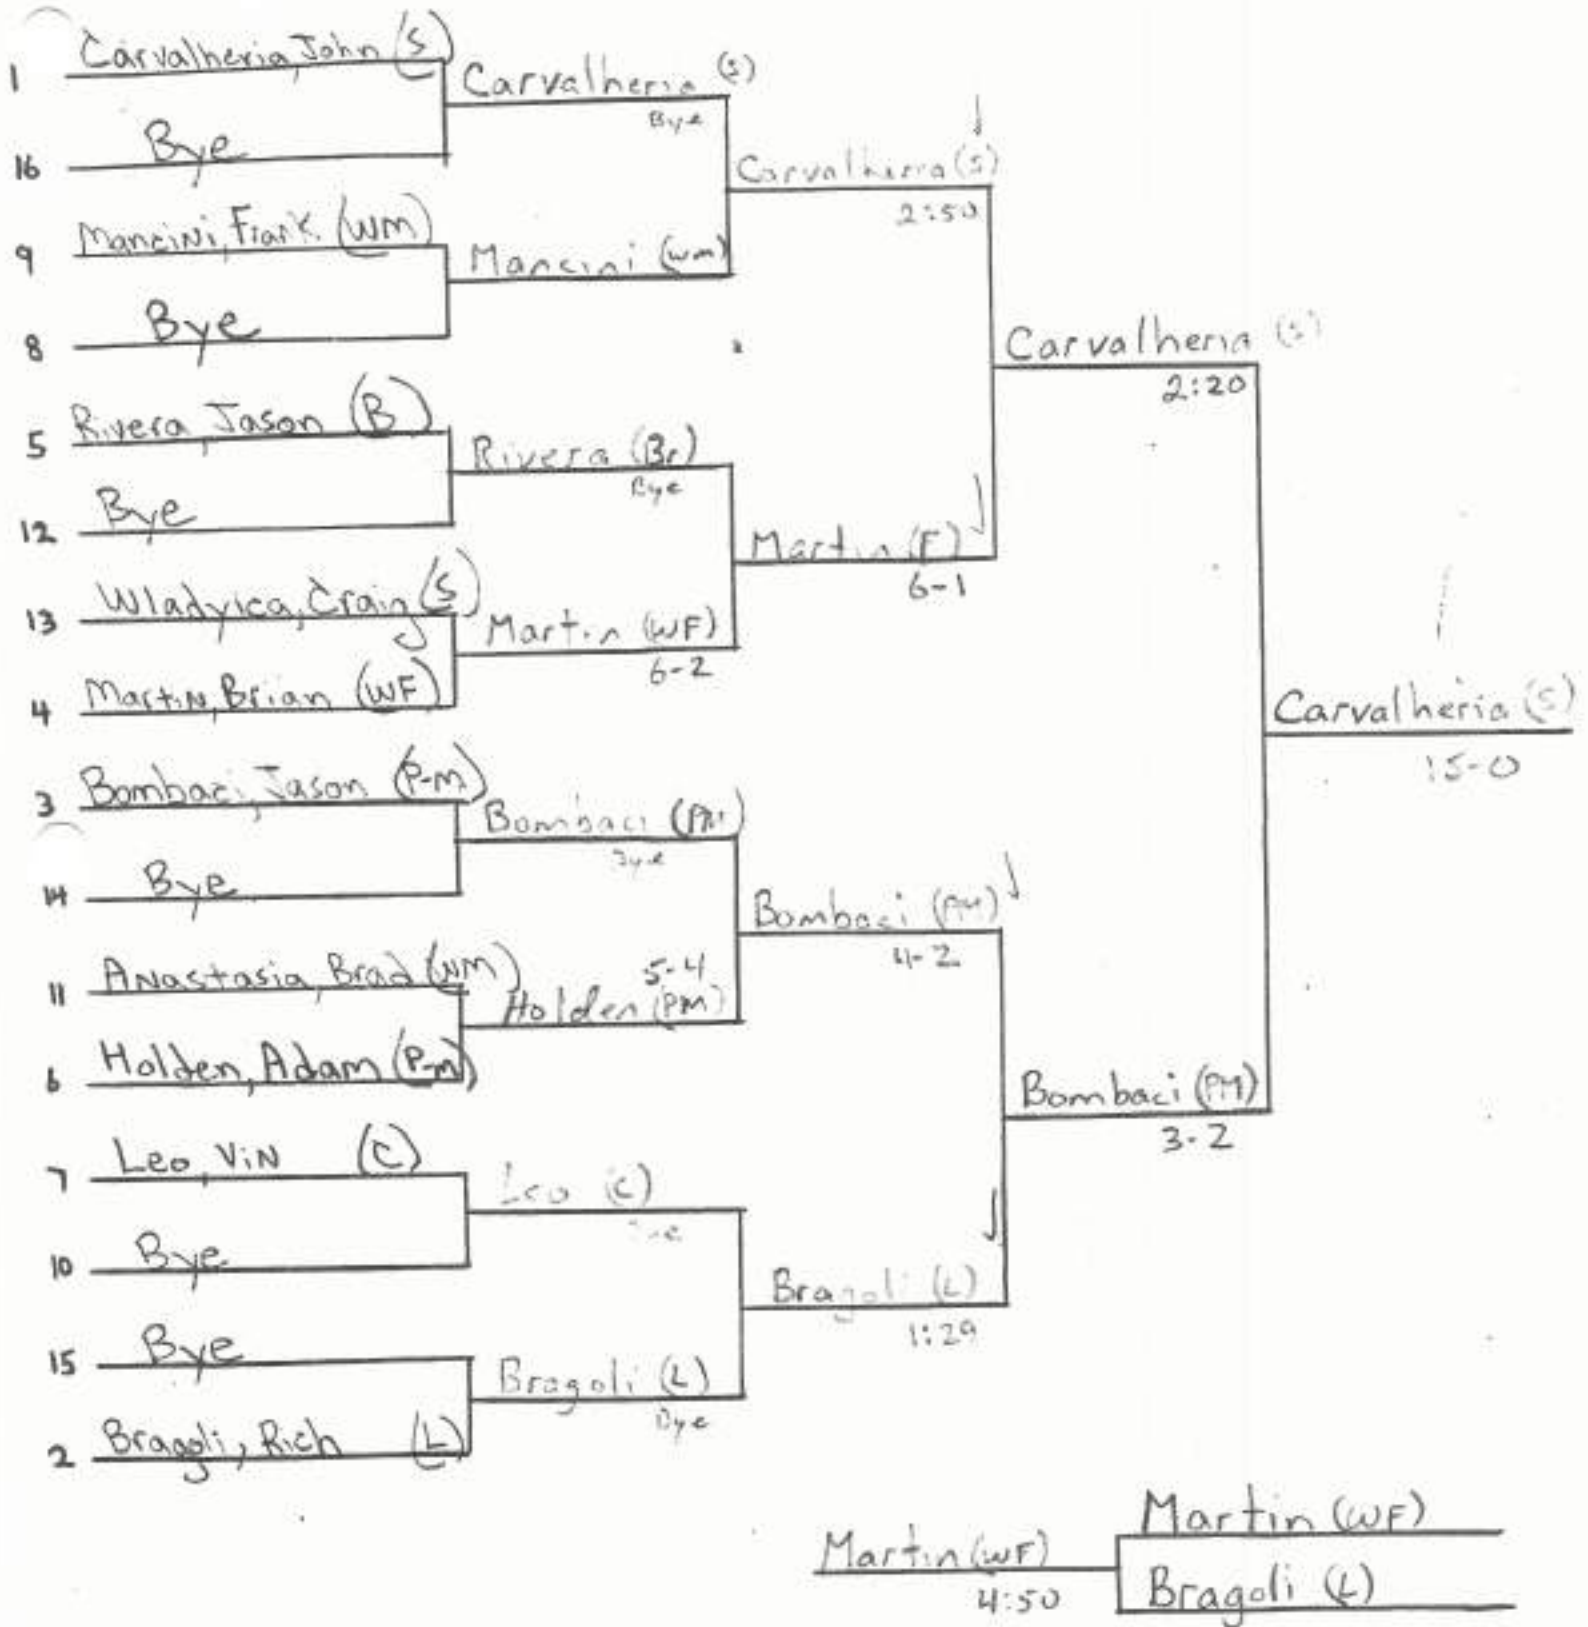 1 Carvalheria, John (S)
16 Bye
9 Mancini, Frank (WM)
8 Bye
5 Rivera, Jason (B)
12 Bye
13 Wladyica, Craig (S)
4 Martin, Brian (WF)
3 Bombaci, Jason (P-M)
14 Bye
11 Anastasia, Brad (WM)
6 Holden, Adam (P-M)
7 Leo, Vin (C)
10 Bye
15 Bye
2 Bragoli, Rich (L)
Carvalheria (S)
Bye
Mancini (WM)
Rivera (Br)
Bye
Martin (WF)
6-2
Bombaci (PM)
Bye
5-4
Holden (PM)
Leo (C)
Bye
Bragoli (L)
Bye
Carvalheria (S)
2:50
Martin (F)
6-1
Bombaci (PM)
4-2
Bragoli (L)
1:29
Carvalheria (S)
2:20
Bombaci (PM)
3-2
Carvalheria (S)
15-0
Martin (WF)
Bragoli (L)
Martin (WF)
4:50